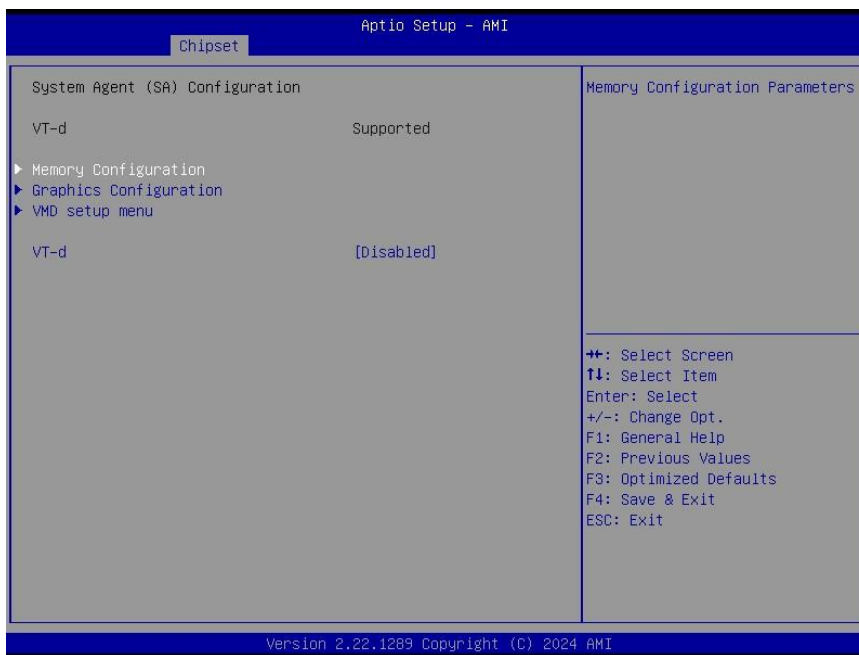 Aptio Setup – AMI
Chipset
System Agent (SA) Configuration
VT-d Supported
Memory Configuration
Graphics Configuration
VMD setup menu
VT-d [Disabled]
Memory Configuration Parameters
→←: Select Screen
↑↓: Select Item
Enter: Select
+/-: Change Opt.
F1: General Help
F2: Previous Values
F3: Optimized Defaults
F4: Save & Exit
ESC: Exit
Version 2.22.1289 Copyright (C) 2024 AMI